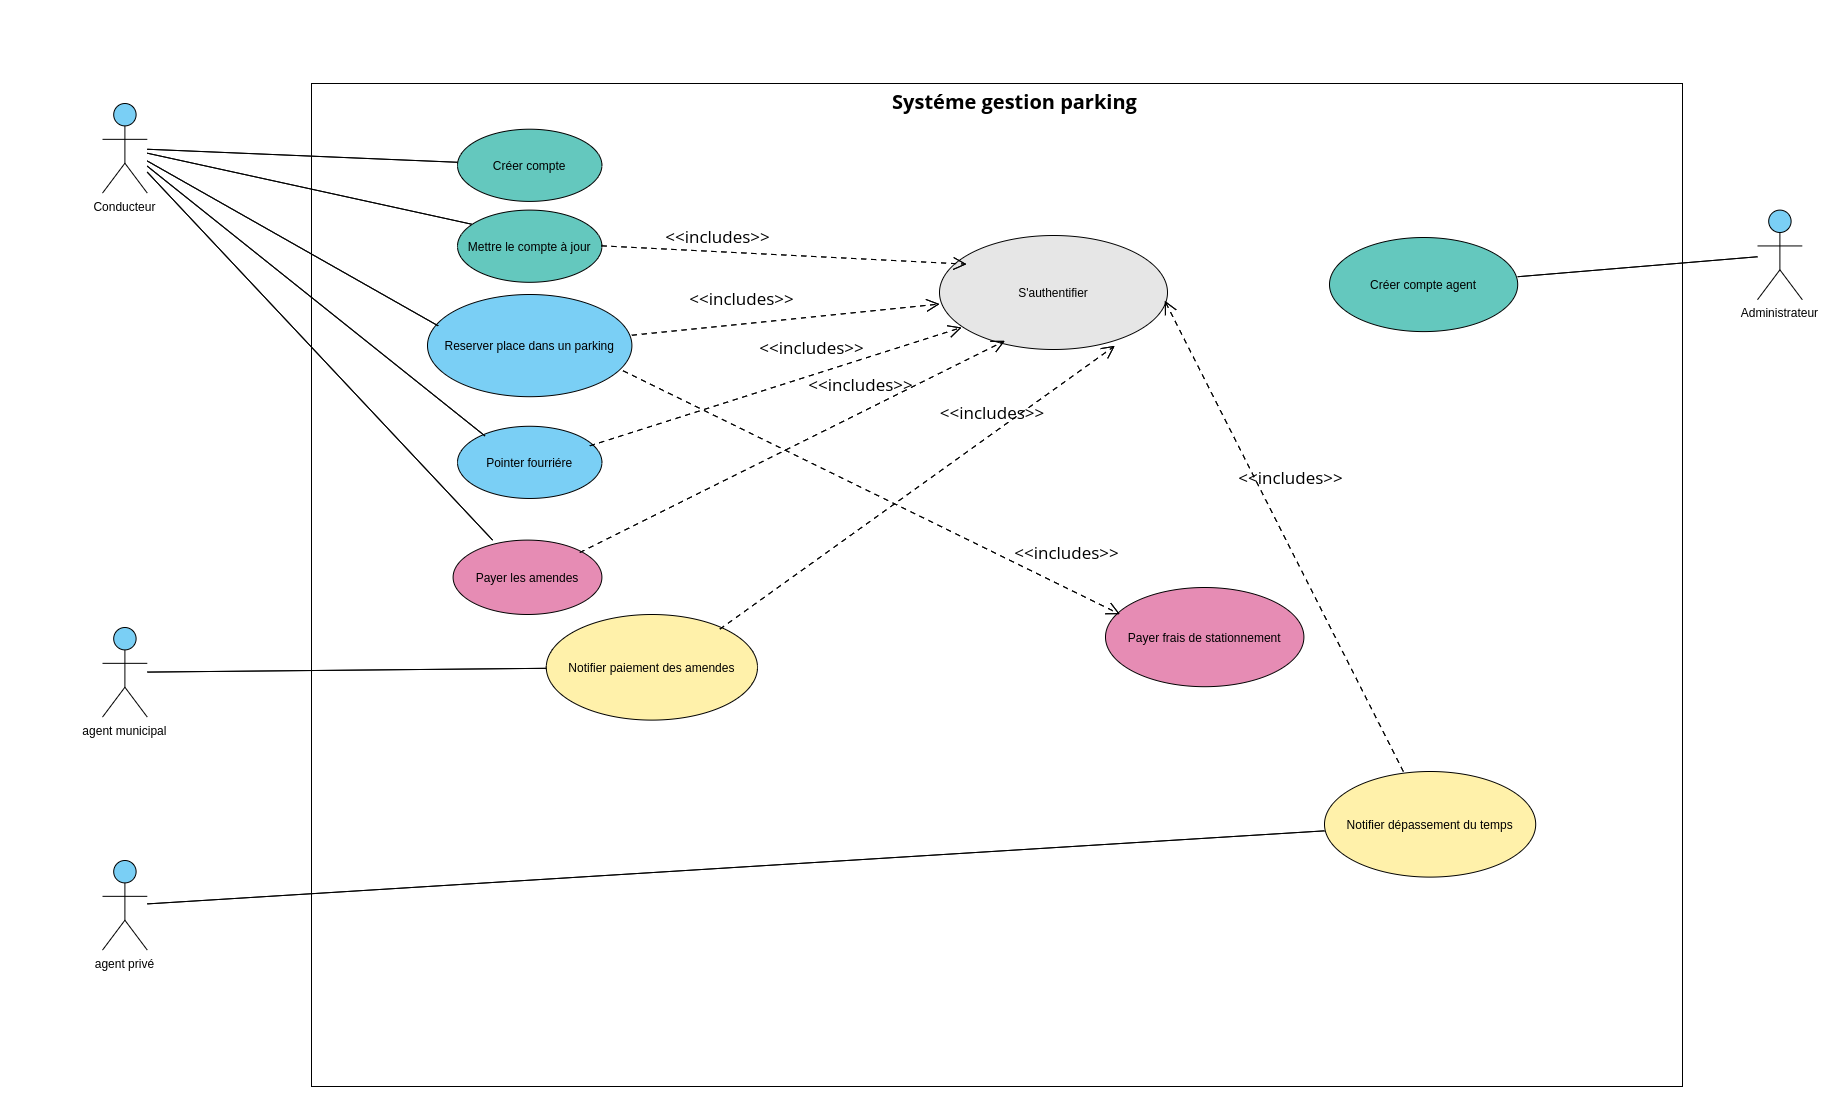 Systéme gestion parking
Créer compte
Conducteur
Mettre le compte à jour
<<includes>>
S'authentifier
Créer compte agent
Administrateur
<<includes>>
Reserver place dans un parking
<<includes>>
<<includes>>
<<includes>>
Pointer fourriére
<<includes>>
<<includes>>
Payer les amendes
Payer frais de stationnement
Notifier paiement des amendes
agent municipal
Notifier dépassement du temps
agent privé